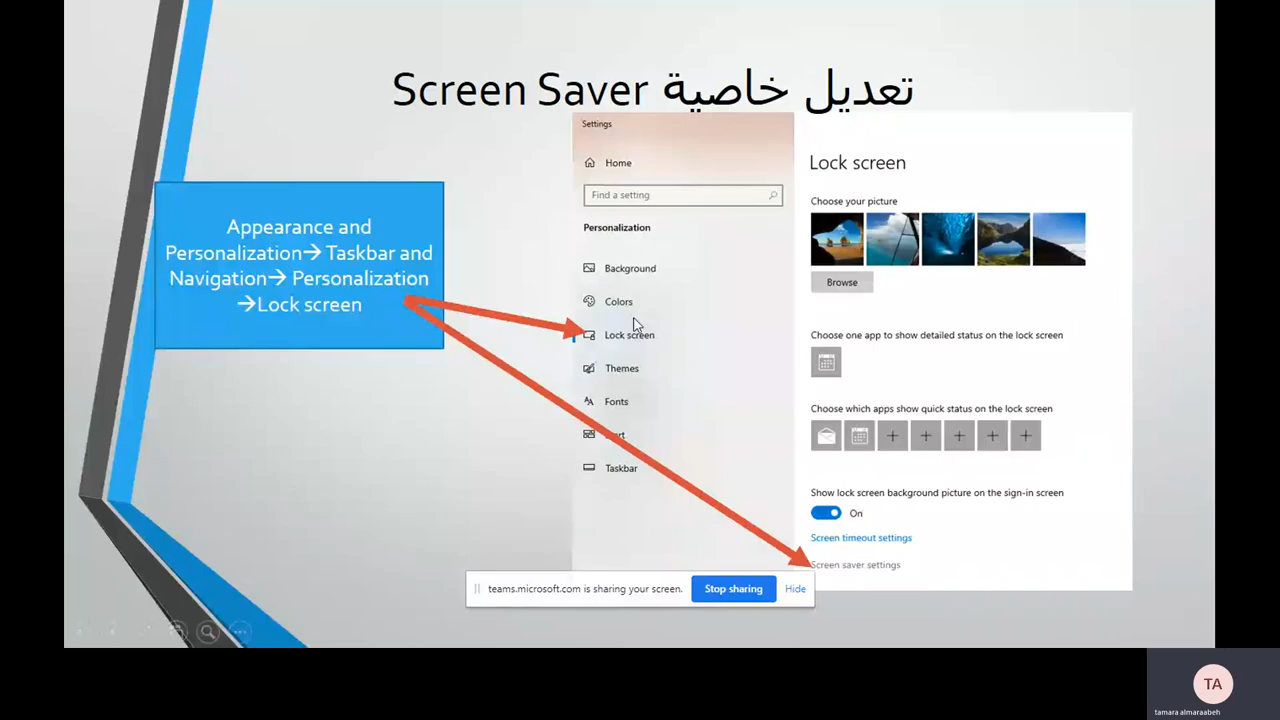 تعديل خاصية Screen Saver
Appearance and
Personalization→ Taskbar and
Navigation→ Personalization
→Lock screen
Settings
Home
Find a setting
Personalization
Background
Colors
Lock screen
Themes
Fonts
Taskbar
Lock screen
Choose your picture
Browse
Choose one app to show detailed status on the lock screen
Choose which apps show quick status on the lock screen
Show lock screen background picture on the sign-in screen
On
Screen timeout settings
Screen saver settings
teams.microsoft.com is sharing your screen.
Stop sharing
Hide
TA
tamara almaraabeh